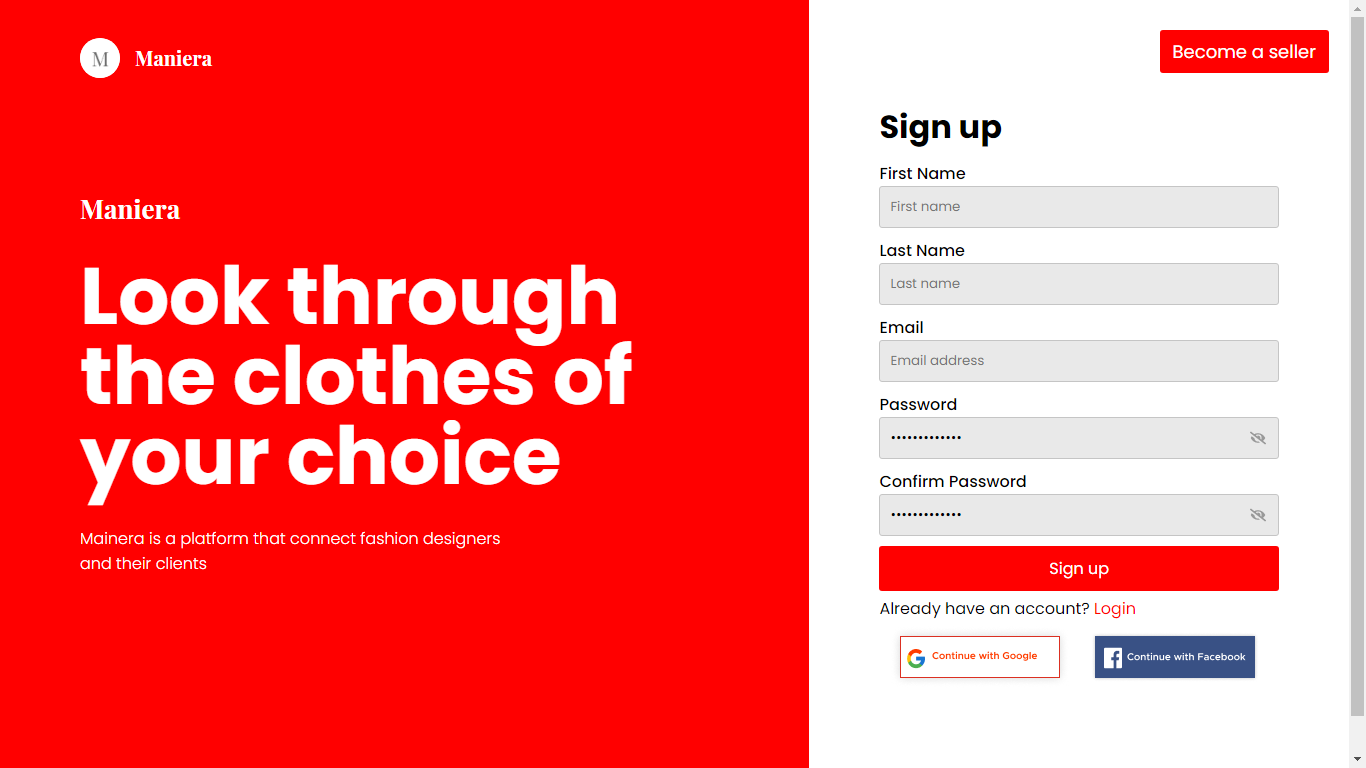 M
Maniera
Become a seller
Maniera
Look through
the clothes of
your choice
Mainera is a platform that connect fashion designers
and their clients
Sign up
First Name
First name
Last Name
Last name
Email
Email address
Password
•••••••••••••
Confirm Password
•••••••••••••
Sign up
Already have an account? Login
Continue with Google
Continue with Facebook